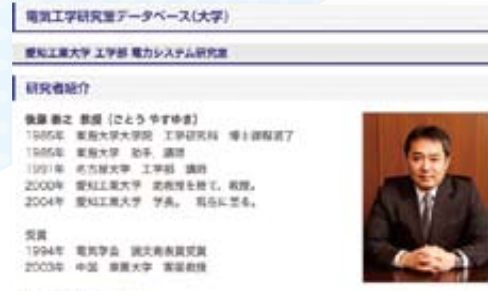 電気工学研究室データベース(大学)
愛知工業大学 工学部 電力システム研究室
研究者紹介
後藤 泰之 教授 (ごとう やすゆき)
1985年 東海大学大学院 工学研究科 博士課程満了
1985年 東海大学 助手、講師
1991年 名古屋大学 工学部 講師
2000年 愛知工業大学 助教授を経て、教授。
2004年 愛知工業大学 学長。 現在に至る。
受賞
1994年 電気学会 論文発表賞受賞
2003年 中国 東南大学 客座教授